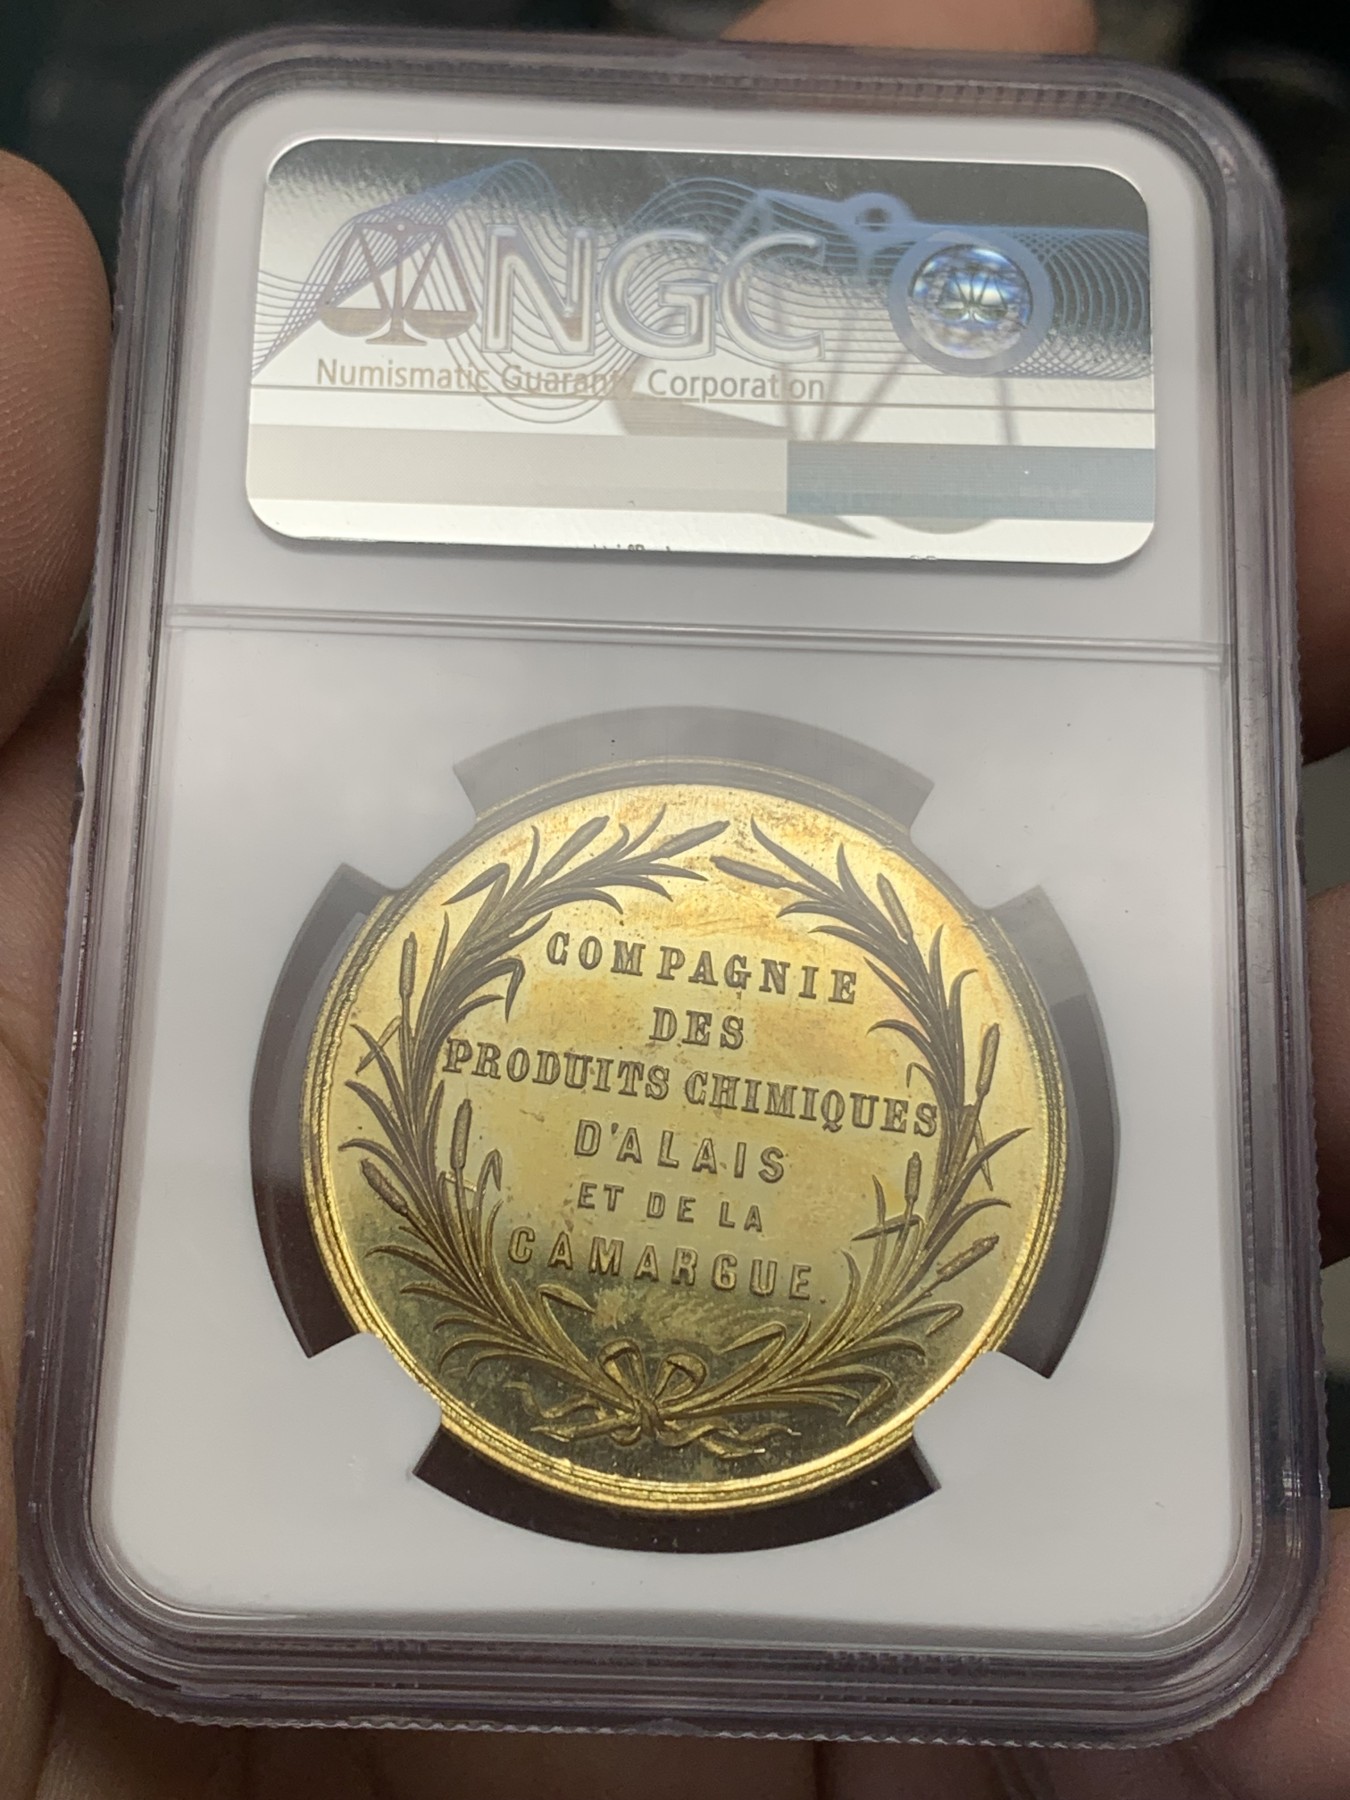 NGC
Numismatic Guaranty Corporation
COMPAGNIE
DES
PRODUITS CHIMIQUES
D'ALAIS
ET DE LA
CAMARGUE.